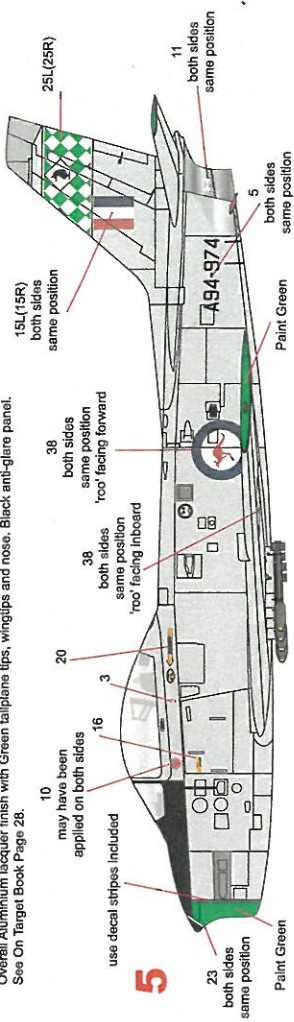 Overall Aluminium lacquer finish with Green tailplane tips, wingtips and nose. Black anti-glare panel.
See On Target Book Page 28.
5
23
both sides
same position
Paint Green
use decal stripes included
10
may have been
applied on both sides
16
3
20
38
both sides
same position
'roo' facing inboard
38
both sides
same position
'roo' facing forward
15L(15R)
both sides
same position
25L(25R)
11
both sides
same position
5
both sides
same position
A94-974
Paint Green